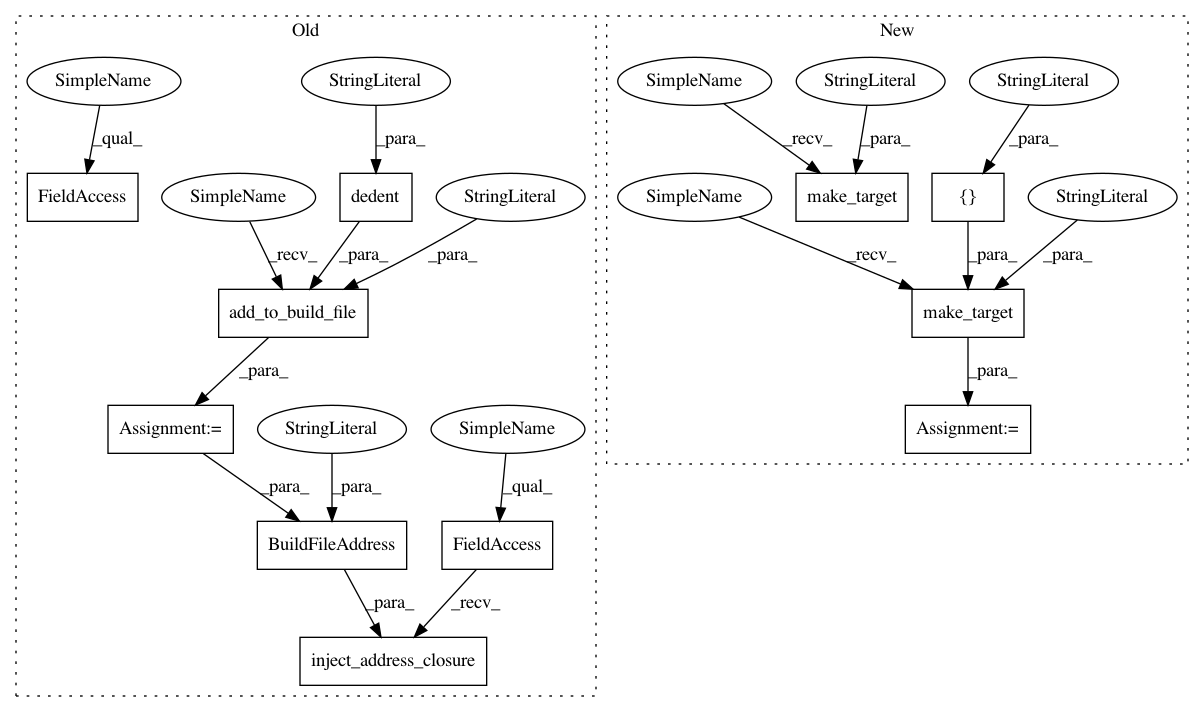 Old
New
SimpleName
StringLiteral
SimpleName
StringLiteral
StringLiteral
_qual_
_para_
_recv_
_para_
_para_
FieldAccess
SimpleName
dedent
StringLiteral
SimpleName
make_target
{}
StringLiteral
_recv_
_para_
_para_
_recv_
_para_
_para_
add_to_build_file
make_target
_para_
_para_
Assignment:=
StringLiteral
SimpleName
Assignment:=
_para_
_para_
_qual_
BuildFileAddress
FieldAccess
_para_
_recv_
inject_address_closure